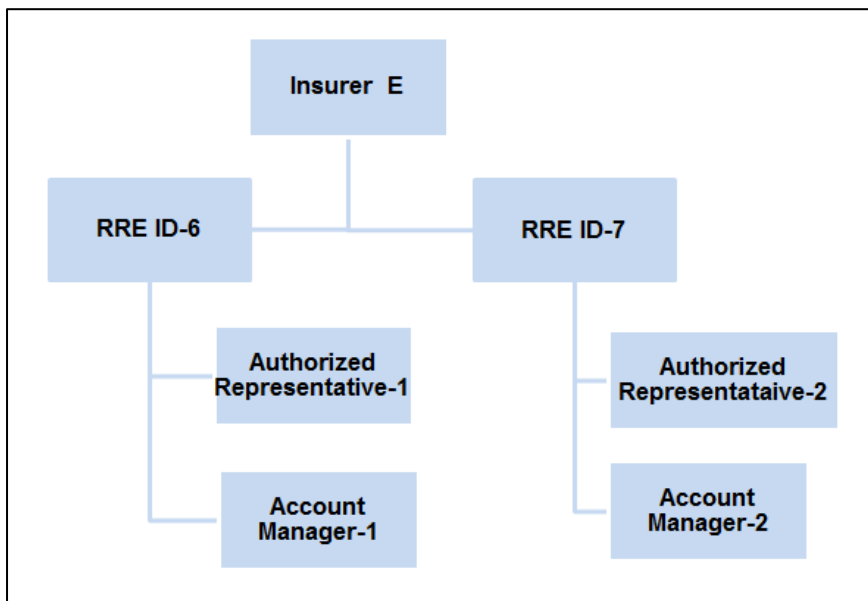 Insurer E
RRE ID-6
RRE ID-7
Authorized
Representative-1
Authorized
Representataive-2
Account
Manager-1
Account
Manager-2